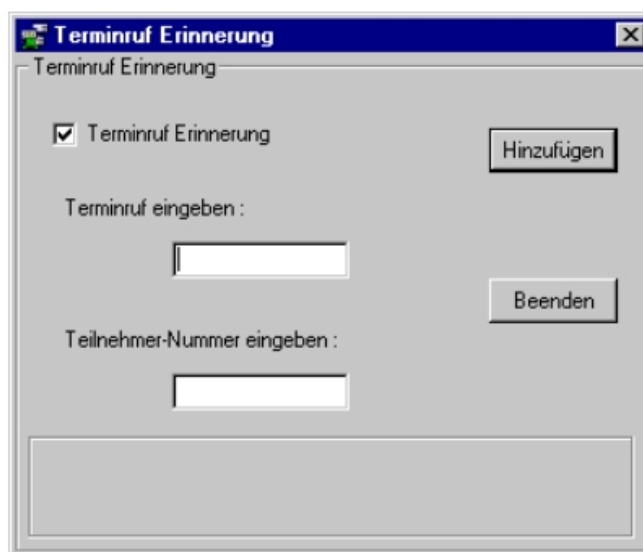 Terminruf Erinnerung
Terminruf Erinnerung
Terminruf Erinnerung
Hinzufügen
Terminruf eingeben :
Beenden
Teilnehmer-Nummer eingeben :